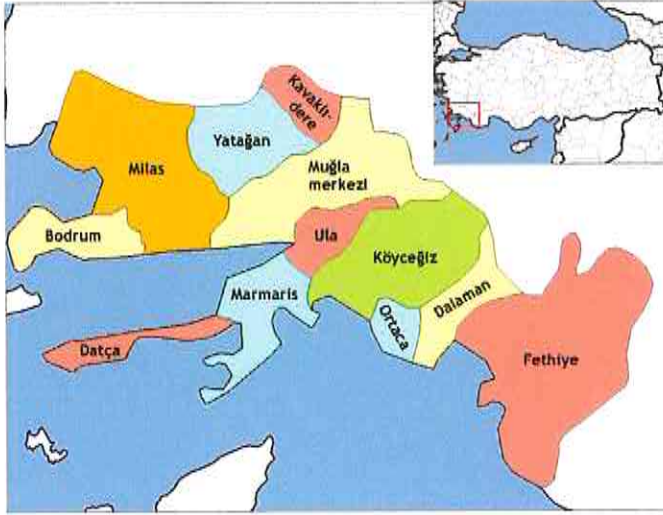 Kavaklı-
dere
Yatağan
Milas
Muğla
merkezi
Bodrum
Ula
Köyceğiz
Marmaris
Dalaman
Ortaca
Datça
Fethiye